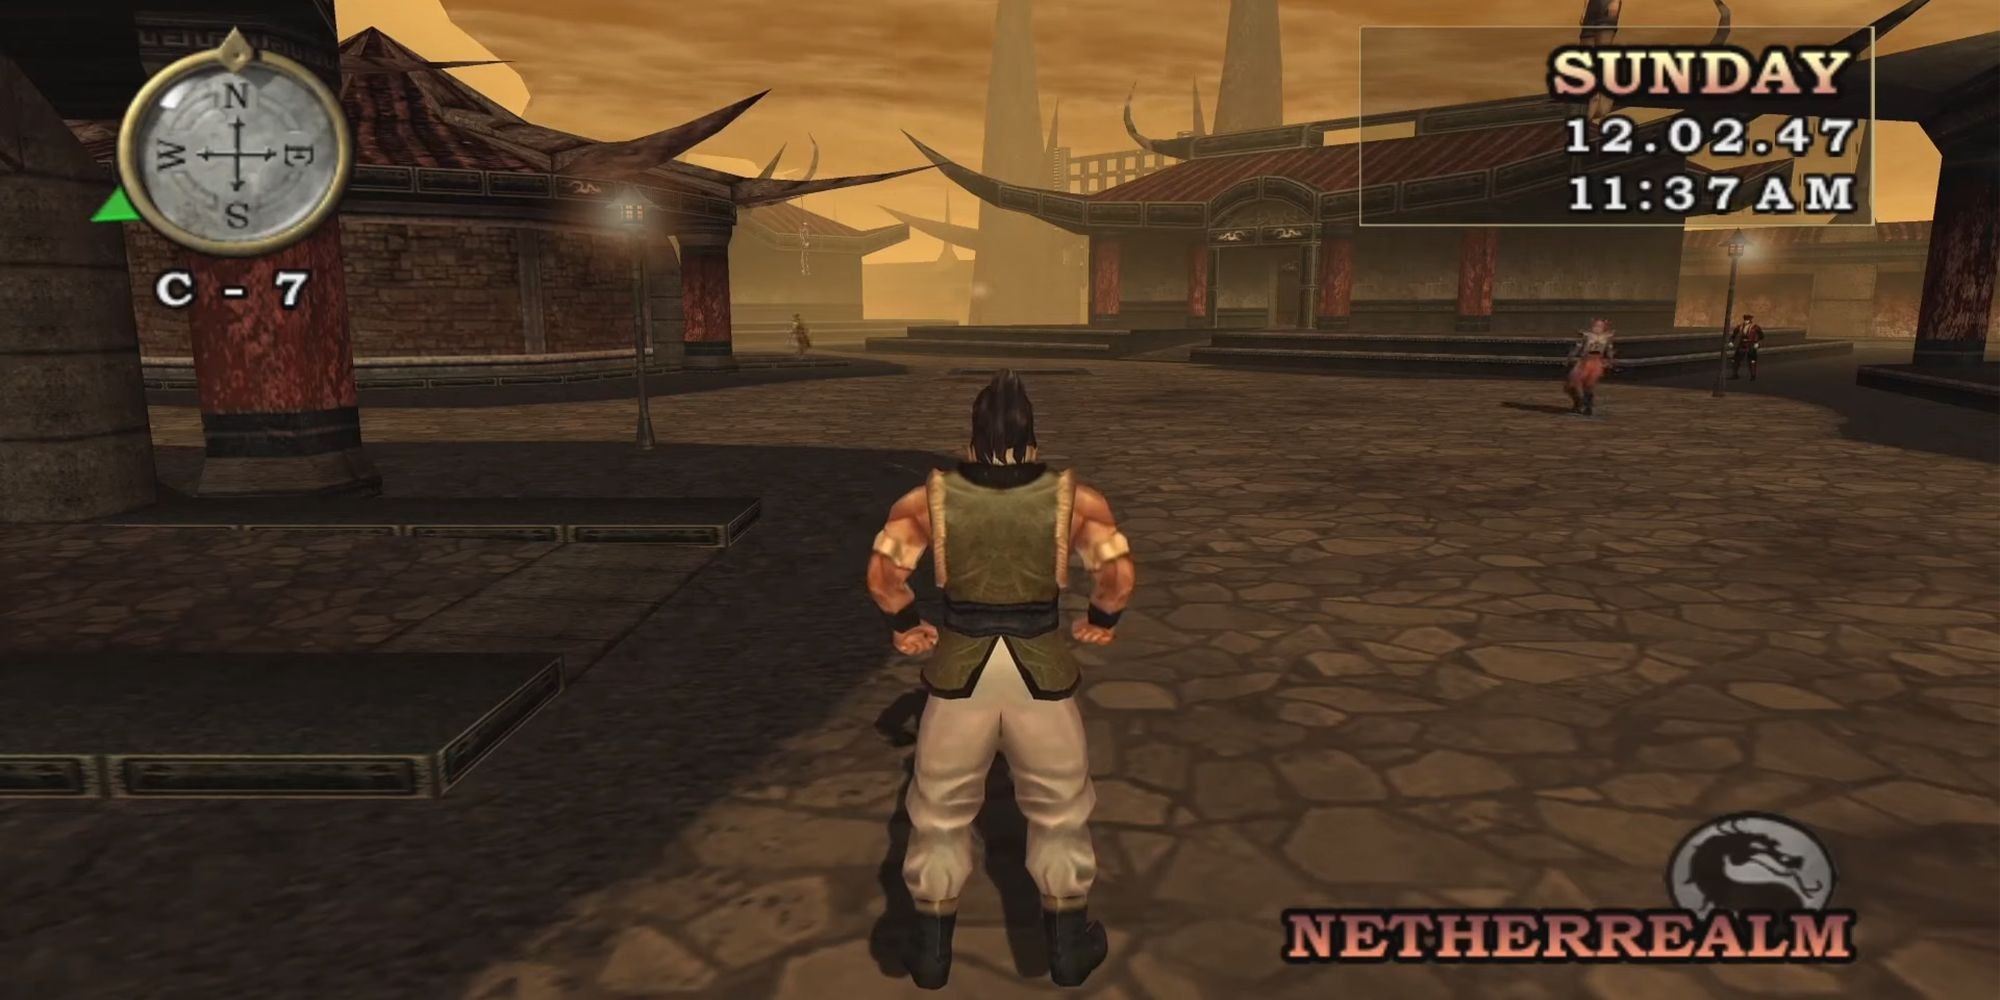 N
W E
S
C - 7
SUNDAY
12.02.47
11:37 AM
NETHERREALM